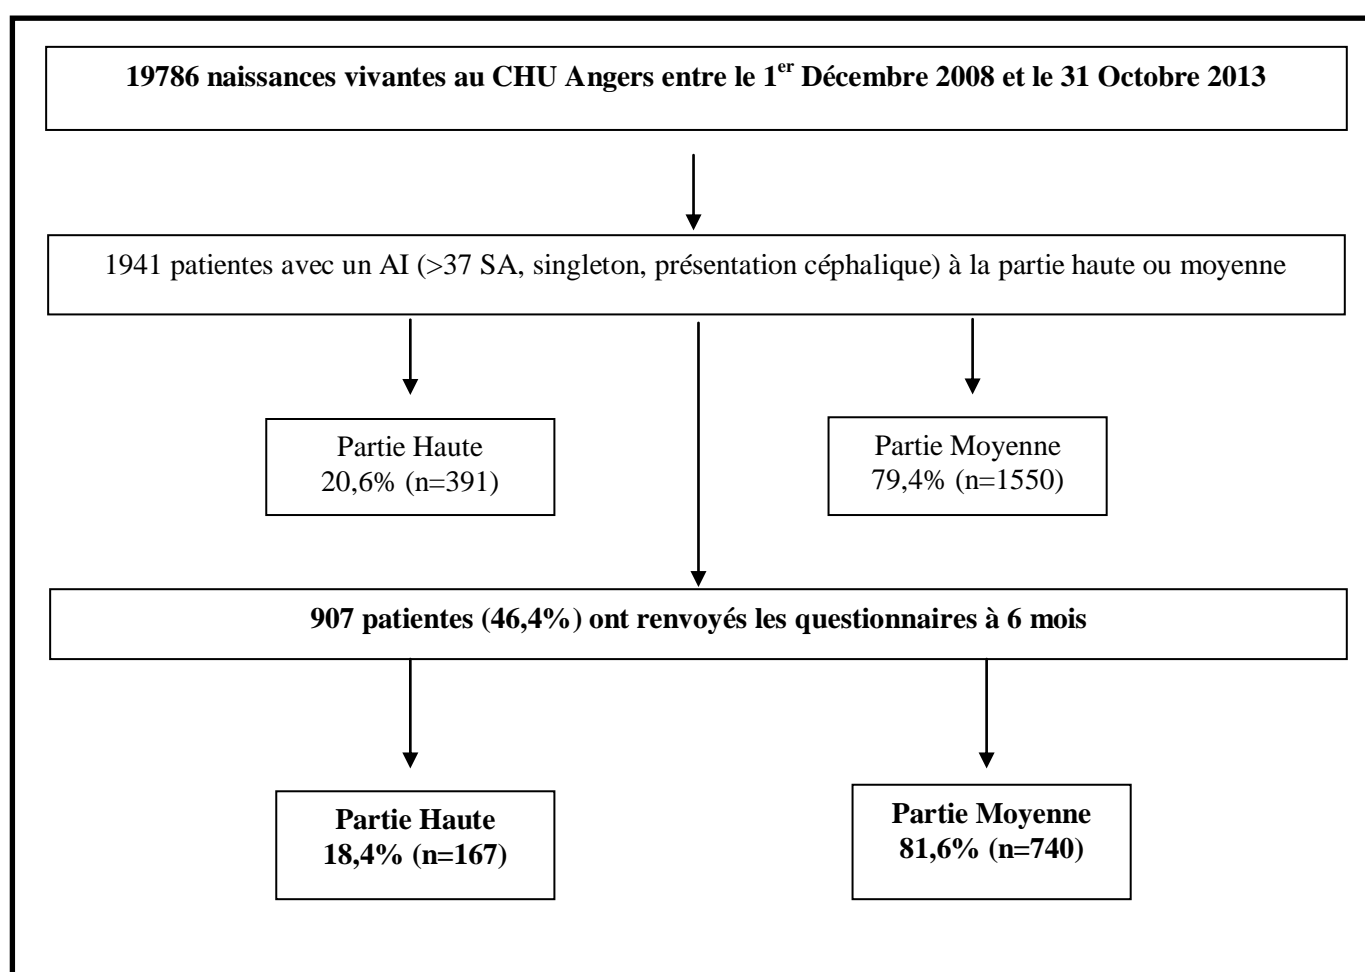 19786 naissances vivantes au CHU Angers entre le 1er Décembre 2008 et le 31 Octobre 2013
1941 patientes avec un AI (>37 SA, singleton, présentation céphalique) à la partie haute ou moyenne
Partie Haute
20,6% (n=391)
Partie Moyenne
79,4% (n=1550)
907 patientes (46,4%) ont renvoyés les questionnaires à 6 mois
Partie Haute
18,4% (n=167)
Partie Moyenne
81,6% (n=740)